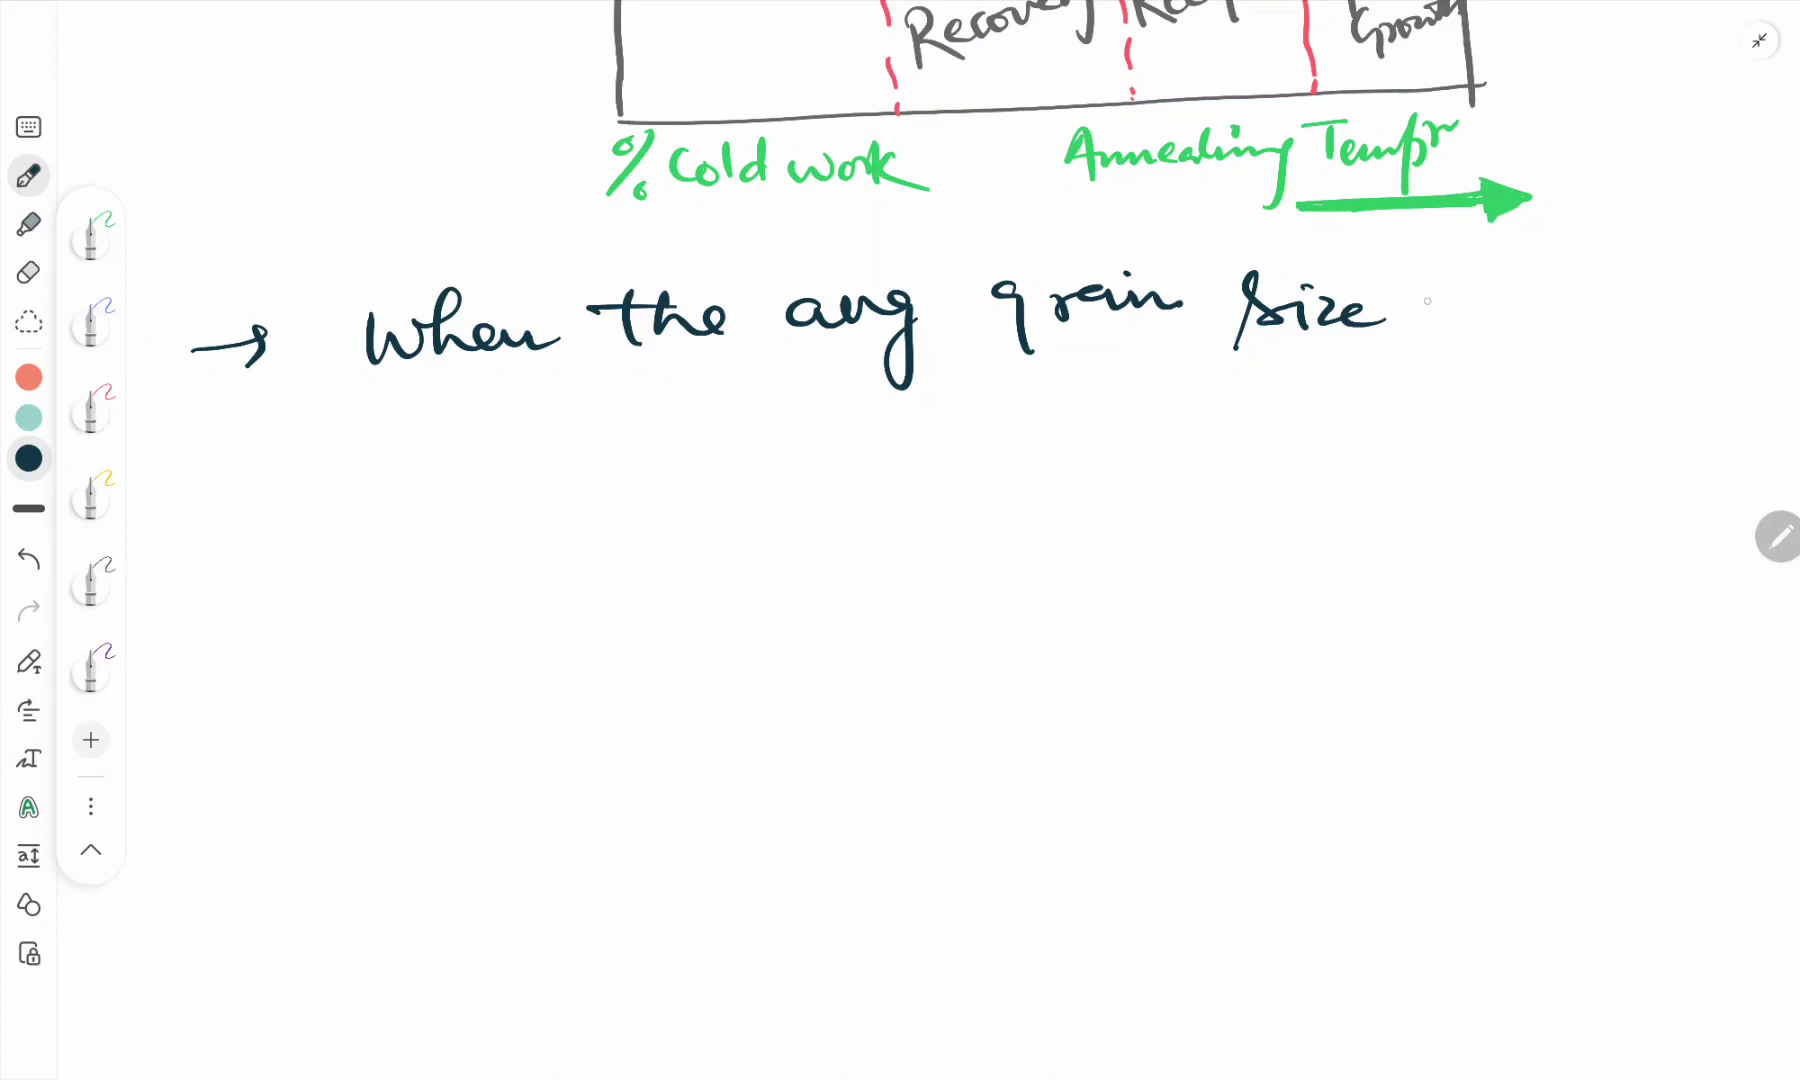 Recovery
Growth
% Cold work Annealing Tempr
→ When the avg grain size